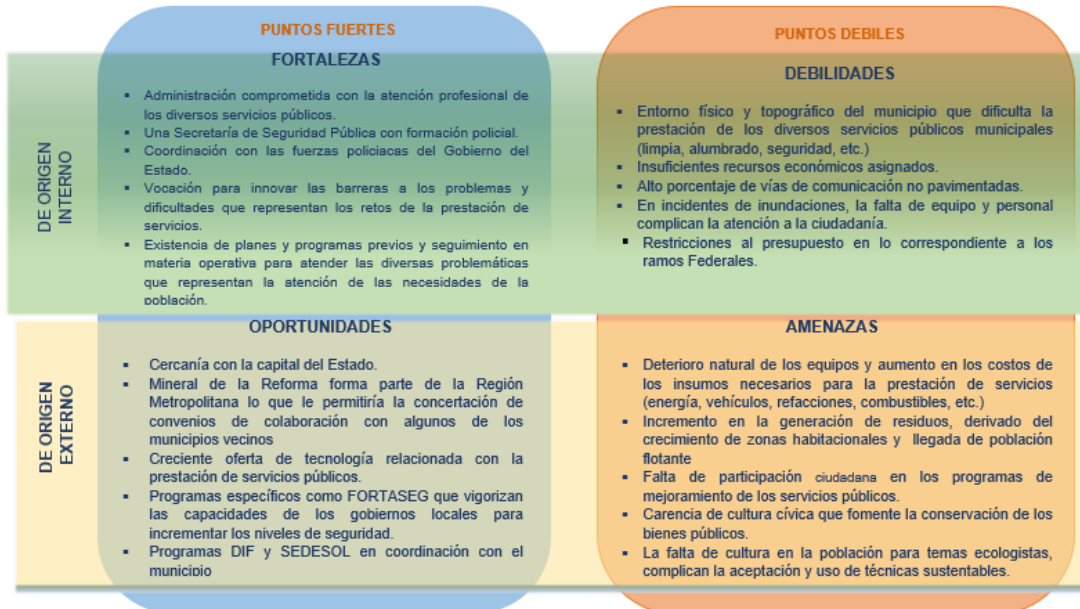 PUNTOS FUERTES
FORTALEZAS
▪ Administración comprometida con la atención profesional de
los diversos servicios públicos.
▪ Una Secretaría de Seguridad Pública con formación policial.
▪ Coordinación con las fuerzas policiacas del Gobierno del
Estado.
▪ Vocación para innovar las barreras a los problemas y
dificultades que representan los retos de la prestación de
servicios.
▪ Existencia de planes y programas previos y seguimiento en
materia operativa para atender las diversas problemáticas
que representan la atención de las necesidades de la
población.
PUNTOS DEBILES
DEBILIDADES
▪ Entorno físico y topográfico del municipio que dificulta la
prestación de los diversos servicios públicos municipales
(limpia, alumbrado, seguridad, etc.)
▪ Insuficientes recursos económicos asignados.
▪ Alto porcentaje de vías de comunicación no pavimentadas.
▪ En incidentes de inundaciones, la falta de equipo y personal
complican la atención a la ciudadanía.
▪ Restricciones al presupuesto en lo correspondiente a los
ramos Federales.
DE ORIGEN
INTERNO
OPORTUNIDADES
▪ Cercanía con la capital del Estado.
▪ Mineral de la Reforma forma parte de la Región
Metropolitana lo que le permitiría la concertación de
convenios de colaboración con algunos de los
municipios vecinos
▪ Creciente oferta de tecnología relacionada con la
prestación de servicios públicos.
▪ Programas específicos como FORTASEG que vigorizan
las capacidades de los gobiernos locales para
incrementar los niveles de seguridad.
▪ Programas DIF y SEDESOL en coordinación con el
municipio
AMENAZAS
▪ Deterioro natural de los equipos y aumento en los costos de
los insumos necesarios para la prestación de servicios
(energía, vehículos, refacciones, combustibles, etc.)
▪ Incremento en la generación de residuos, derivado del
crecimiento de zonas habitacionales y llegada de población
flotante
▪ Falta de participación ciudadana en los programas de
mejoramiento de los servicios públicos.
▪ Carencia de cultura cívica que fomente la conservación de los
bienes públicos.
▪ La falta de cultura en la población para temas ecologistas,
complican la aceptación y uso de técnicas sustentables.
DE ORIGEN
EXTERNO